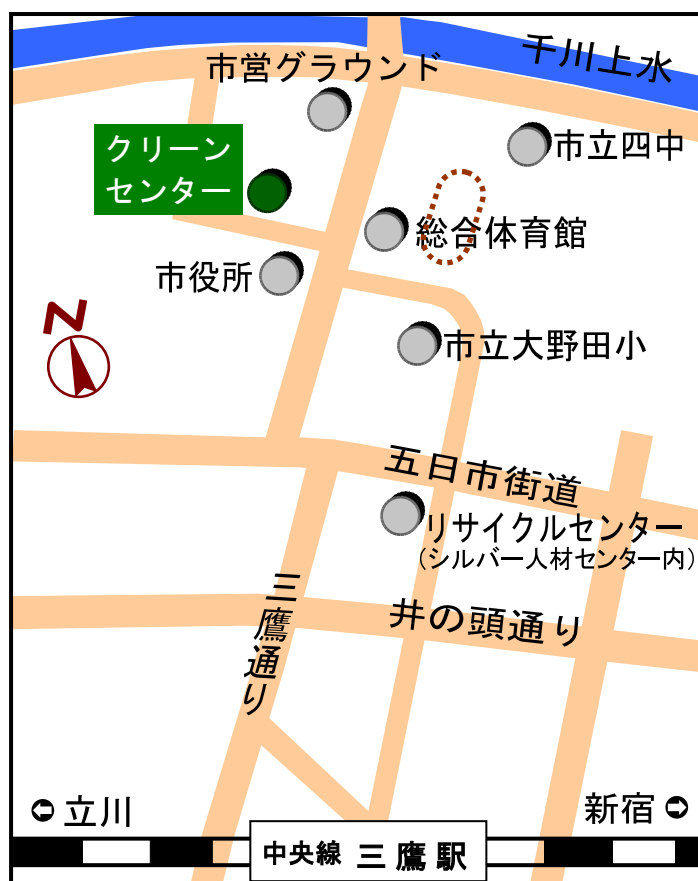 千川上水
市営グラウンド
市立四中
クリーン
センター
総合体育館
市役所
N
市立大野田小
五日市街道
リサイクルセンター
(シルバー人材センター内)
三鷹通り
井の頭通り
立川
新宿
中央線 三鷹駅